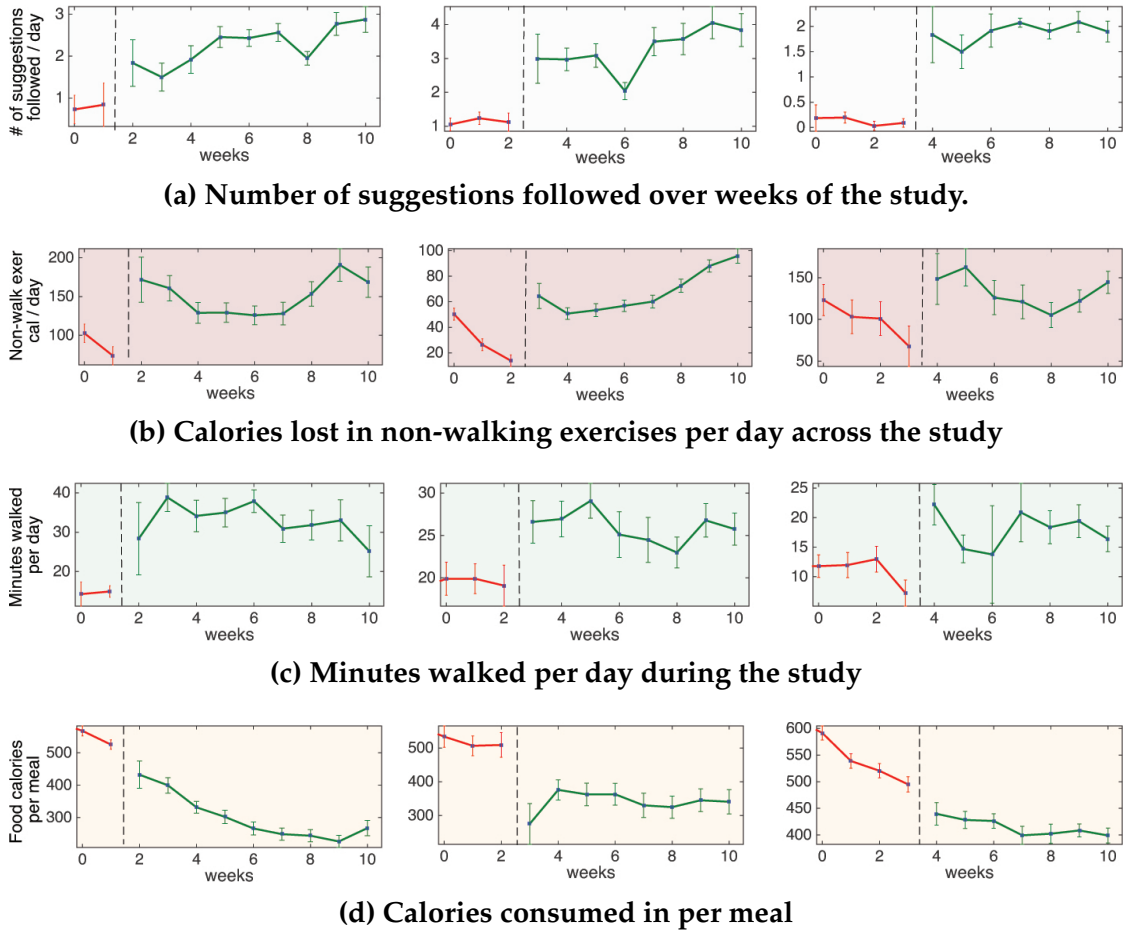 # of suggestions
followed / day
3
2
1
0 2 4 6 8 10
weeks
4
3
2
1
0 2 4 6 8 10
weeks
2
1.5
1
0.5
0
0 2 4 6 8 10
weeks
(a) Number of suggestions followed over weeks of the study.
Non-walk exer
cal / day
200
150
100
0 2 4 6 8 10
weeks
100
80
60
40
20
0 2 4 6 8 10
weeks
150
100
50
0 2 4 6 8 10
weeks
(b) Calories lost in non-walking exercises per day across the study
Minutes walked
per day
40
30
20
0 2 4 6 8 10
weeks
30
25
20
0 2 4 6 8 10
weeks
25
20
15
10
0 2 4 6 8 10
weeks
(c) Minutes walked per day during the study
Food calories
per meal
500
400
300
0 2 4 6 8 10
weeks
500
400
300
0 2 4 6 8 10
weeks
600
550
500
450
400
0 2 4 6 8 10
weeks
(d) Calories consumed in per meal